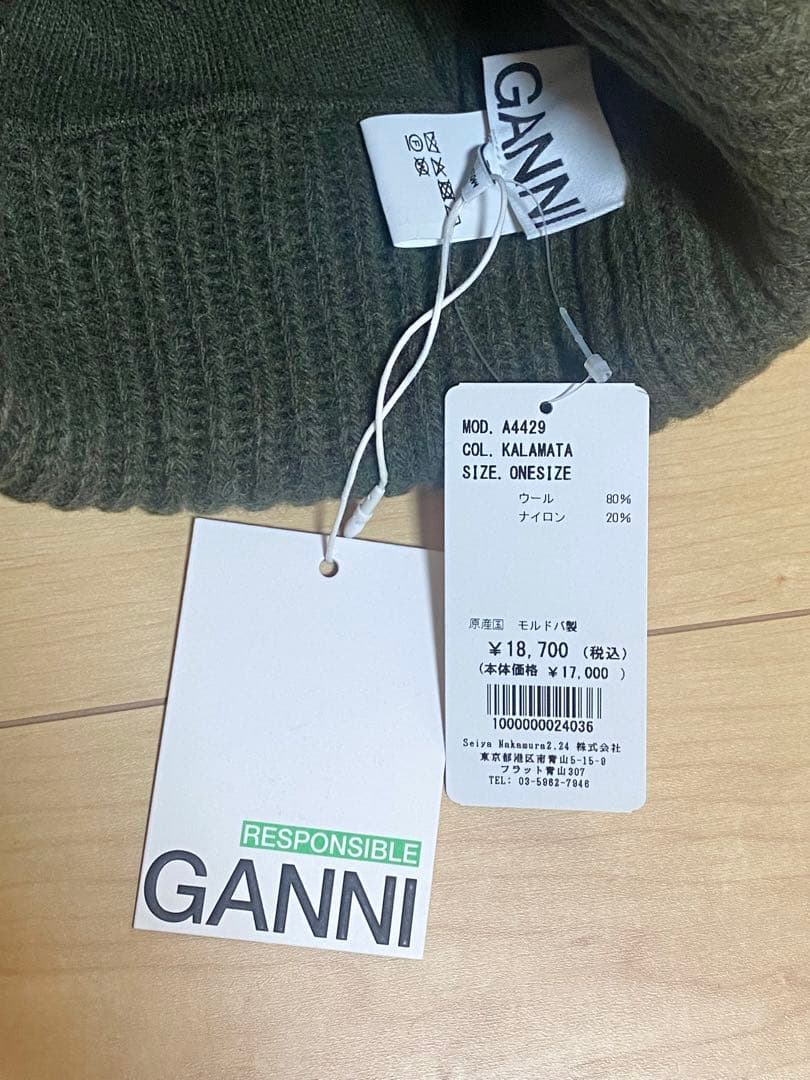 GANNI
MOD. A4429
COL. KALAMATA
SIZE. ONESIZE
ウール 80%
ナイロン 20%
原産国 モルドバ製
¥18,700 (税込)
(本体価格 ¥17,000 )
1000000024036
Seiya Nakamura2.24 株式会社
東京都港区南青山5-15-9
フラット青山307
TEL: 03-5962-7946
RESPONSIBLE
GANNI